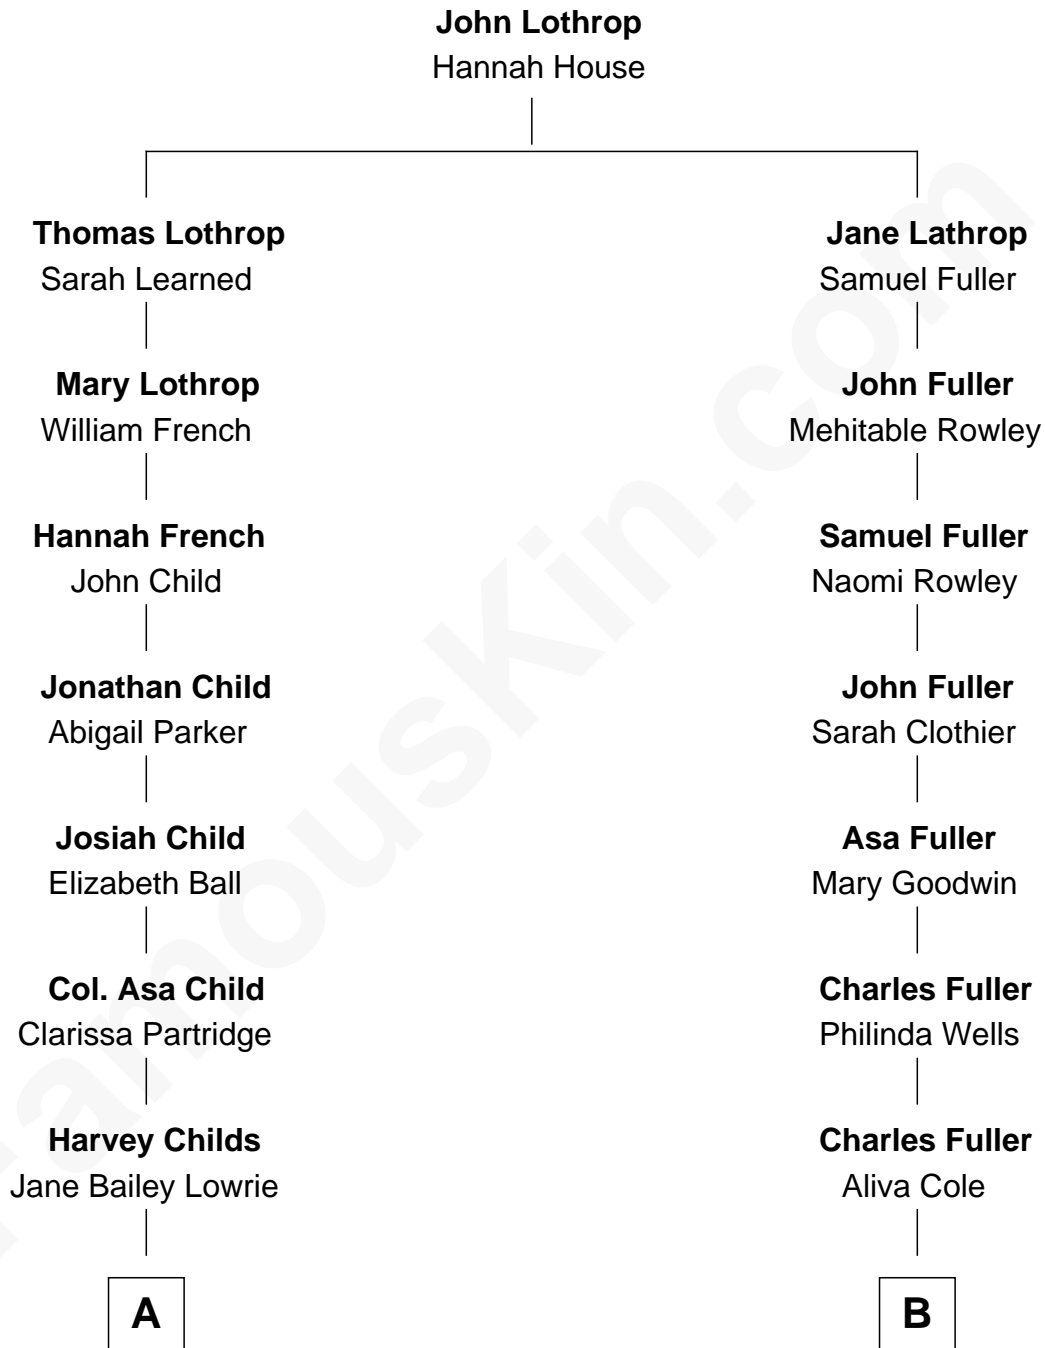 John Lothrop
Hannah House
Thomas Lothrop
Sarah Learned
Jane Lathrop
Samuel Fuller
Mary Lothrop
William French
John Fuller
Mehitable Rowley
Hannah French
John Child
Samuel Fuller
Naomi Rowley
Jonathan Child
Abigail Parker
John Fuller
Sarah Clothier
Josiah Child
Elizabeth Ball
Asa Fuller
Mary Goodwin
Col. Asa Child
Clarissa Partridge
Charles Fuller
Philinda Wells
Harvey Childs
Jane Bailey Lowrie
Charles Fuller
Aliva Cole
A
B
FamousKin.com